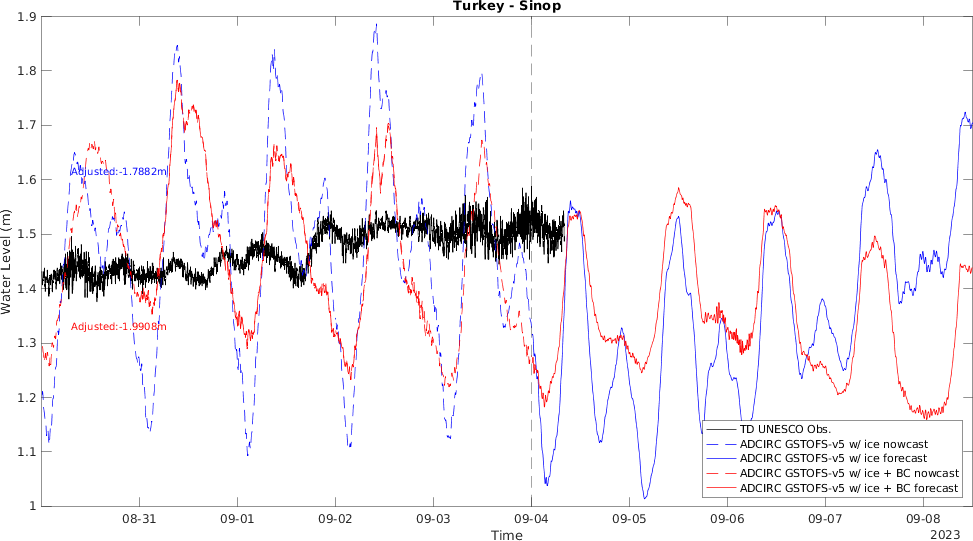 Turkey - Sinop
1.9
1.8
1.7
1.6
1.5
1.4
1.3
1.2
1.1
1
Water Level (m)
Adjusted:-1.7882m
Adjusted:-1.9908m
TD UNESCO Obs.
ADCIRC GSTOFS-v5 w/ ice nowcast
ADCIRC GSTOFS-v5 w/ ice forecast
ADCIRC GSTOFS-v5 w/ ice + BC nowcast
ADCIRC GSTOFS-v5 w/ ice + BC forecast
08-31 09-01 09-02 09-03 09-04 09-05 09-06 09-07 09-08
Time
2023